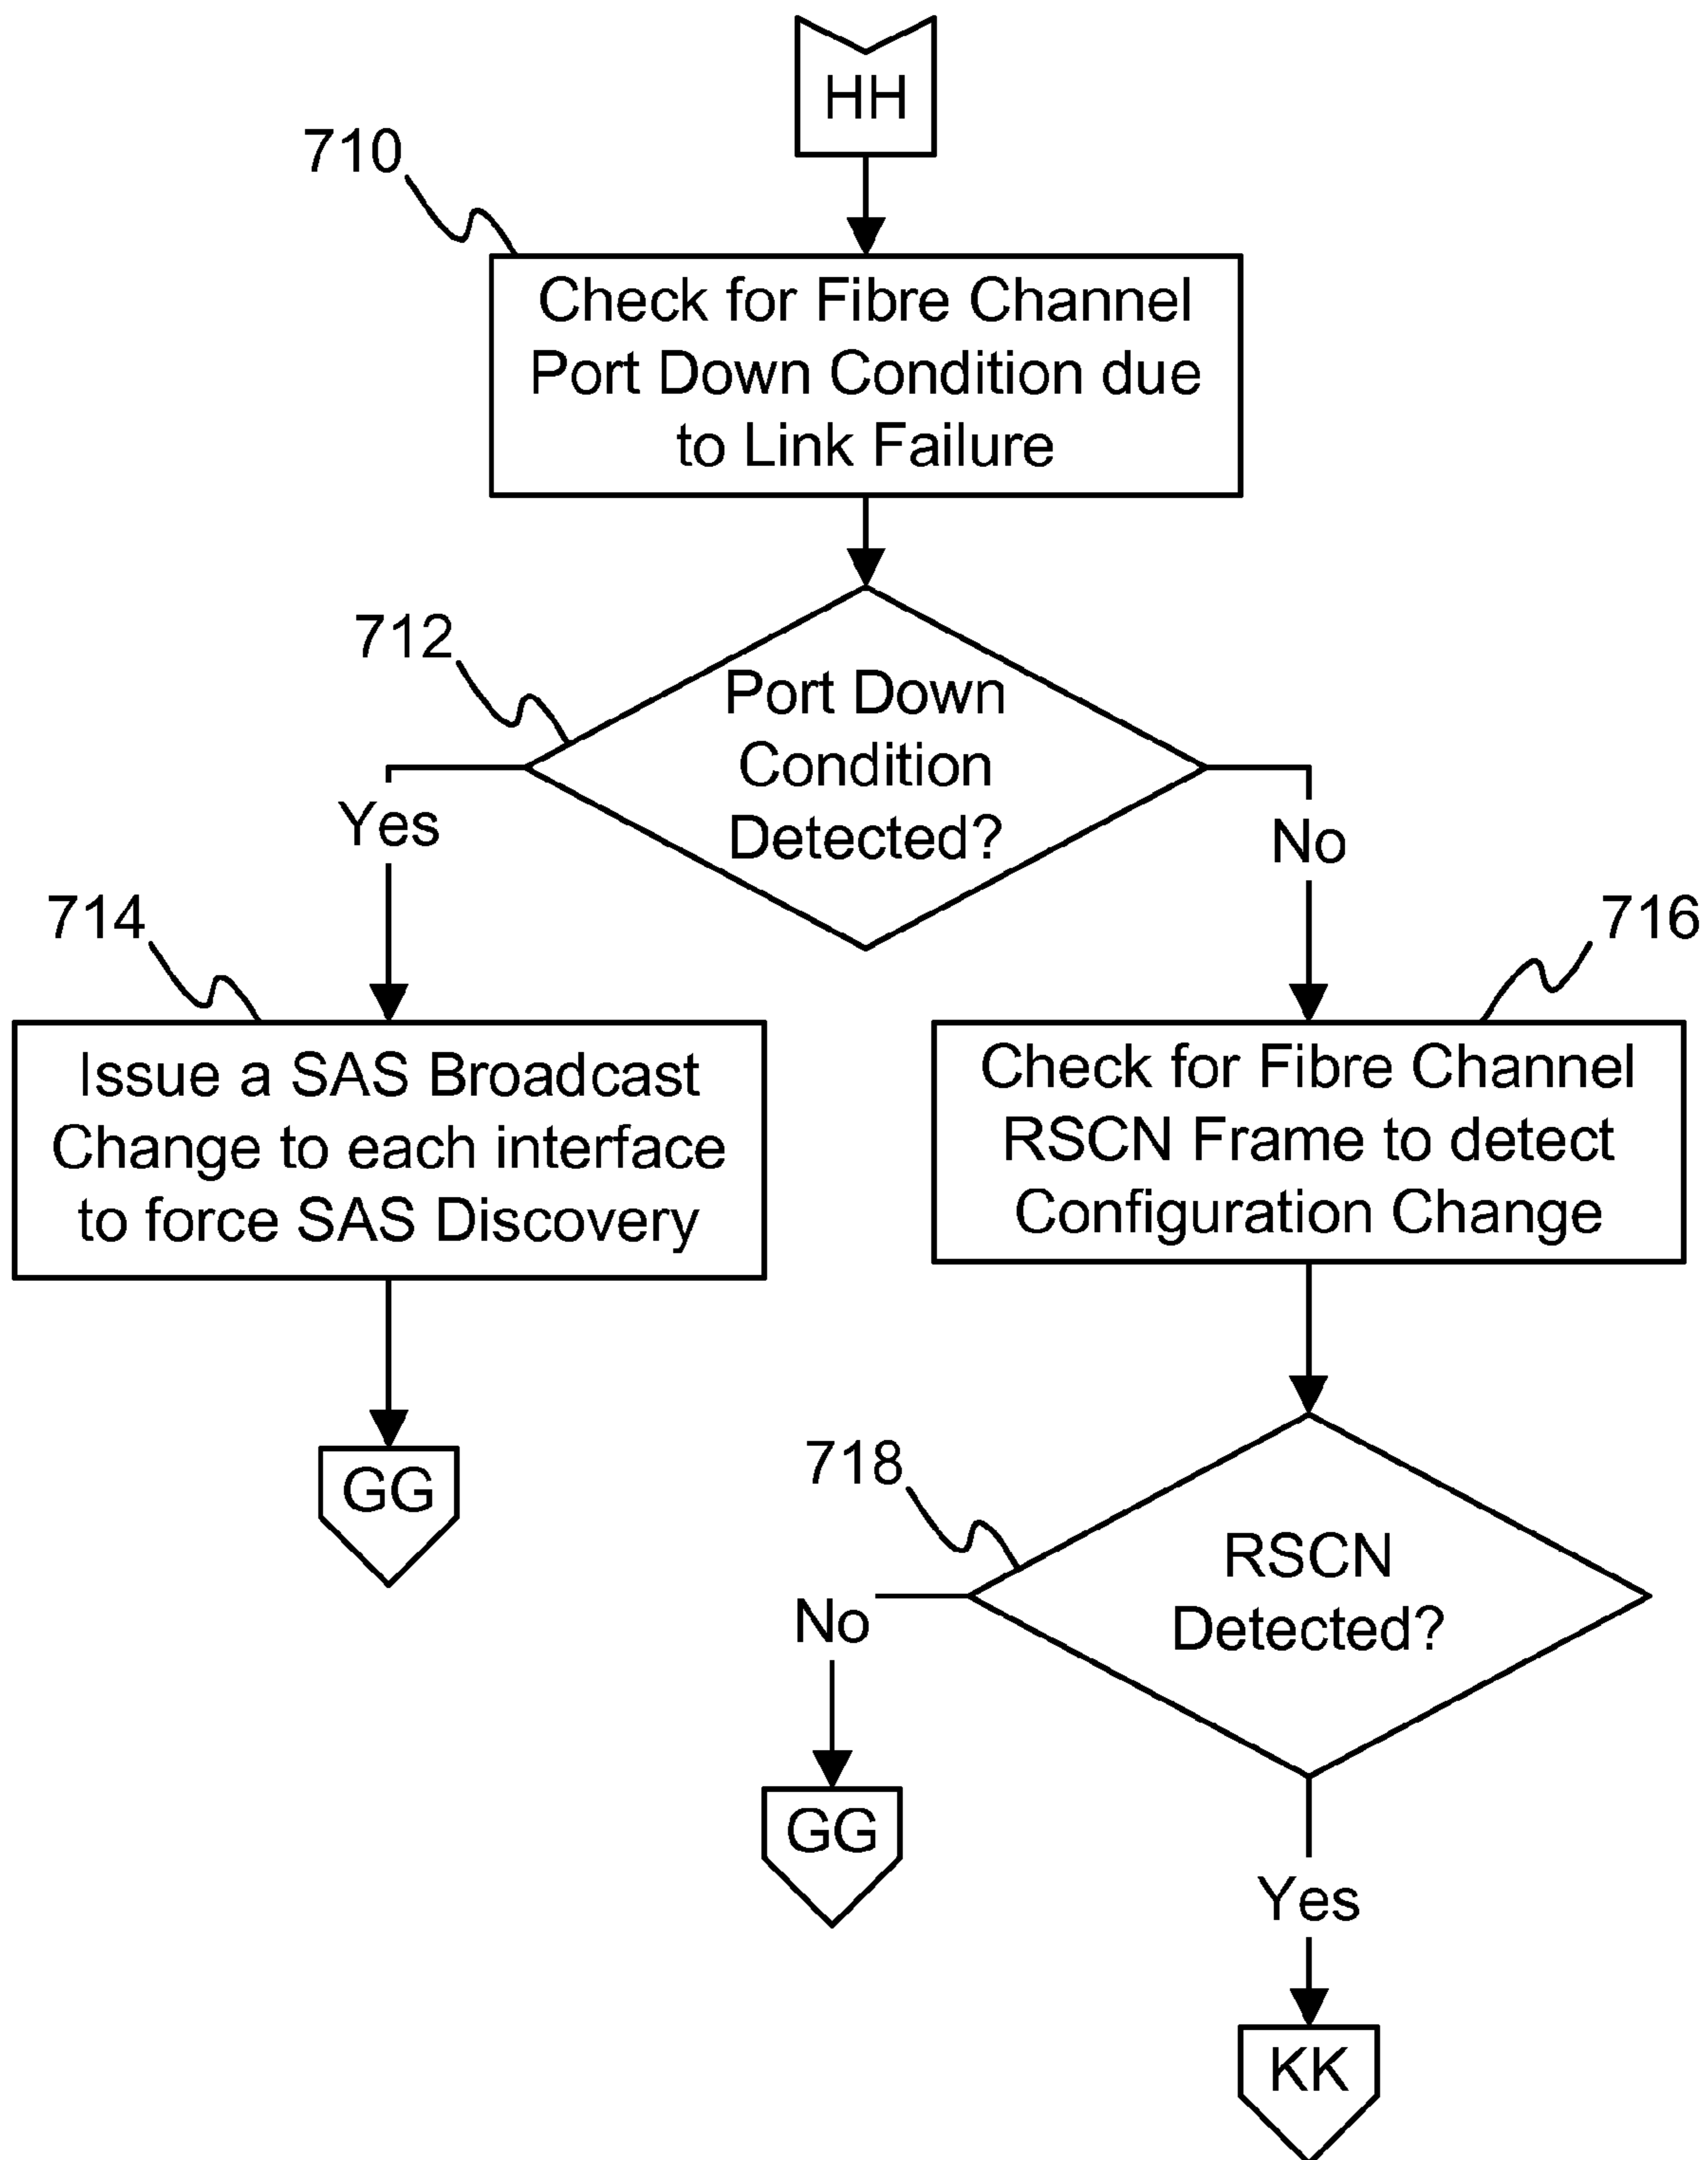 HH
710
Check for Fibre Channel
Port Down Condition due
to Link Failure
712
Port Down
Condition
Detected?
Yes
No
714
Issue a SAS Broadcast
Change to each interface
to force SAS Discovery
GG
716
Check for Fibre Channel
RSCN Frame to detect
Configuration Change
718
RSCN
Detected?
No
GG
Yes
KK